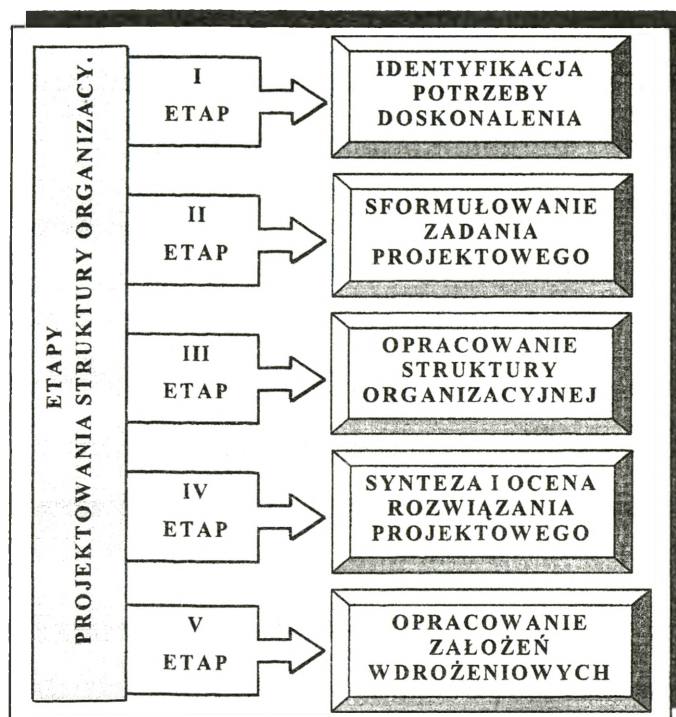 ETAPY
PROJEKTOWANIA STRUKTURY ORGANIZACY.
I
ETAP
IDENTYFIKACJA
POTRZEBY
DOSKONALENIA
II
ETAP
SFORMUŁOWANIE
ZADANIA
PROJEKTOWEGO
III
ETAP
OPRACOWANIE
STRUKTURY
ORGANIZACYJNEJ
IV
ETAP
SYNTEZA I OCENA
ROZWIĄZANIA
PROJEKTOWEGO
V
ETAP
OPRACOWANIE
ZAŁOŻEŃ
WDROŻENIOWYCH